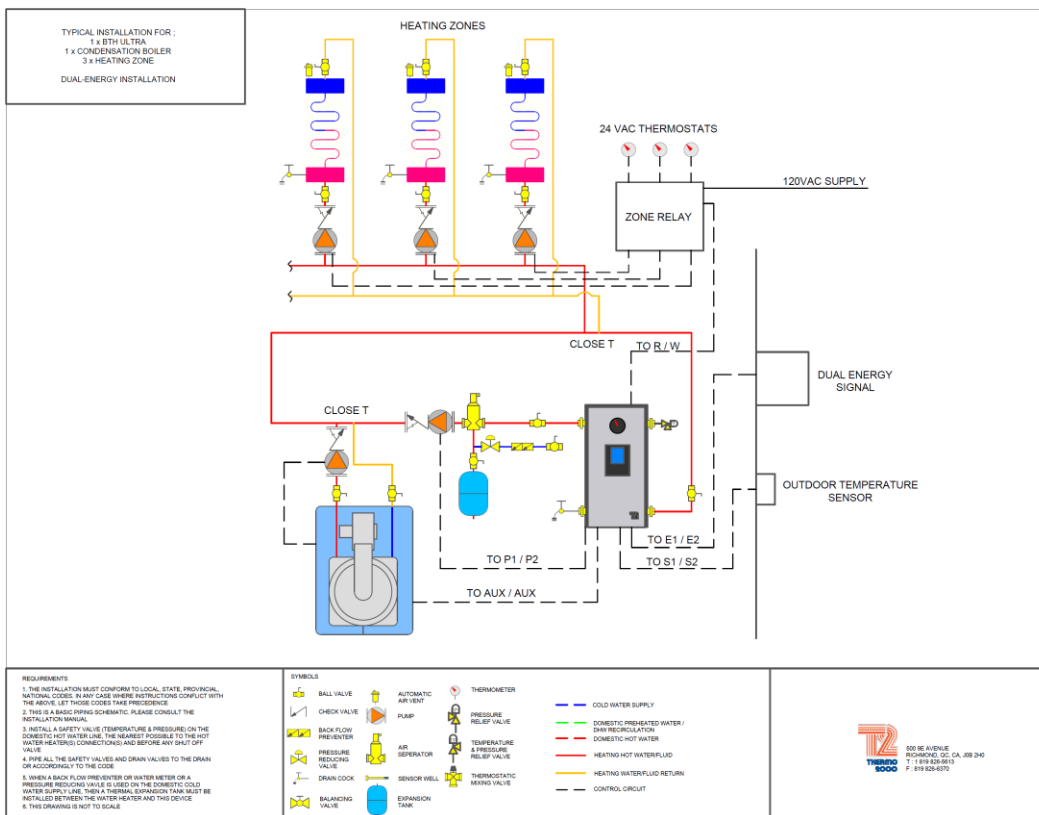 TYPICAL INSTALLATION FOR ;
1 x BTH ULTRA
1 x CONDENSATION BOILER
3 x HEATING ZONE
DUAL-ENERGY INSTALLATION
HEATING ZONES
24 VAC THERMOSTATS
120VAC SUPPLY
ZONE RELAY
CLOSE T
TO R / W
DUAL ENERGY
SIGNAL
CLOSE T
OUTDOOR TEMPERATURE
SENSOR
TO E1 / E2
TO P1 / P2
TO S1 / S2
TO AUX / AUX
REQUIREMENTS
1. THE INSTALLATION MUST CONFORM TO LOCAL, STATE, PROVINCIAL,
NATIONAL CODES. IN ANY CASE WHERE INSTRUCTIONS CONFLICT WITH
THE ABOVE, LET THOSE CODES TAKE PRECEDENCE
2. THIS IS A BASIC PIPING SCHEMATIC. PLEASE CONSULT THE
INSTALLATION MANUAL
3. INSTALL A SAFETY VALVE (TEMPERATURE & PRESSURE) ON THE
DOMESTIC HOT WATER LINE, THE NEAREST POSSIBLE TO THE HOT
WATER HEATER(S) CONNECTION(S) AND BEFORE ANY SHUT OFF
VALVE
4. PIPE ALL THE SAFETY VALVES AND DRAIN VALVES TO THE DRAIN
OR ACCORDINGLY TO THE CODE
5. WHEN A BACK FLOW PREVENTER OR WATER METER OR A
PRESSURE REDUCING VAVLE IS USED ON THE DOMESTIC COLD
WATER SUPPLY LINE, THEN A THERMAL EXPANSION TANK MUST BE
INSTALLED BETWEEN THE WATER HEATER AND THIS DEVICE
6. THIS DRAWING IS NOT TO SCALE
SYMBOLS
BALL VALVE
CHECK VALVE
BACK FLOW
PREVENTER
PRESSURE
REDUCING
VALVE
DRAIN COCK
BALANCING
VALVE
AUTOMATIC
AIR VENT
PUMP
AIR
SEPERATOR
SENSOR WELL
EXPANSION
TANK
THERMOMETER
PRESSURE
RELIEF VALVE
TEMPERATURE
& PRESSURE
RELIEF VALVE
THERMOSTATIC
MIXING VALVE
COLD WATER SUPPLY
DOMESTIC PREHEATED WATER /
DHW RECIRCULATION
DOMESTIC HOT WATER
HEATING HOT WATER/FLUID
HEATING WATER/FLUID RETURN
CONTROL CIRCUIT
T2
THERMO
2000
500 9E AVENUE
RICHMOND, QC. CA, J0B 2H0
T : 1 819 826-5613
F : 819 826-6370